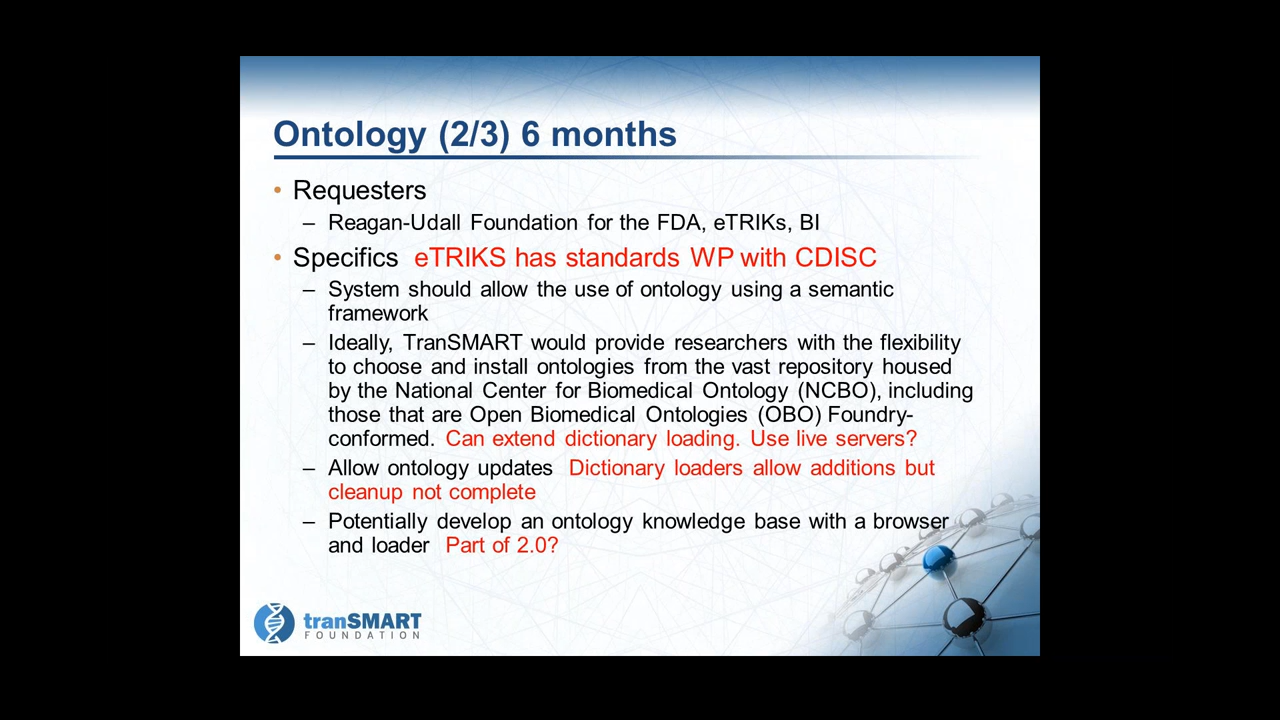 Ontology (2/3) 6 months
• Requesters
– Reagan-Udall Foundation for the FDA, eTRIKs, BI
• Specifics eTRIKS has standards WP with CDISC
– System should allow the use of ontology using a semantic
framework
– Ideally, TranSMART would provide researchers with the flexibility
to choose and install ontologies from the vast repository housed
by the National Center for Biomedical Ontology (NCBO), including
those that are Open Biomedical Ontologies (OBO) Foundry-
conformed. Can extend dictionary loading. Use live servers?
– Allow ontology updates Dictionary loaders allow additions but
cleanup not complete
– Potentially develop an ontology knowledge base with a browser
and loader Part of 2.0?
tranSMART
FOUNDATION